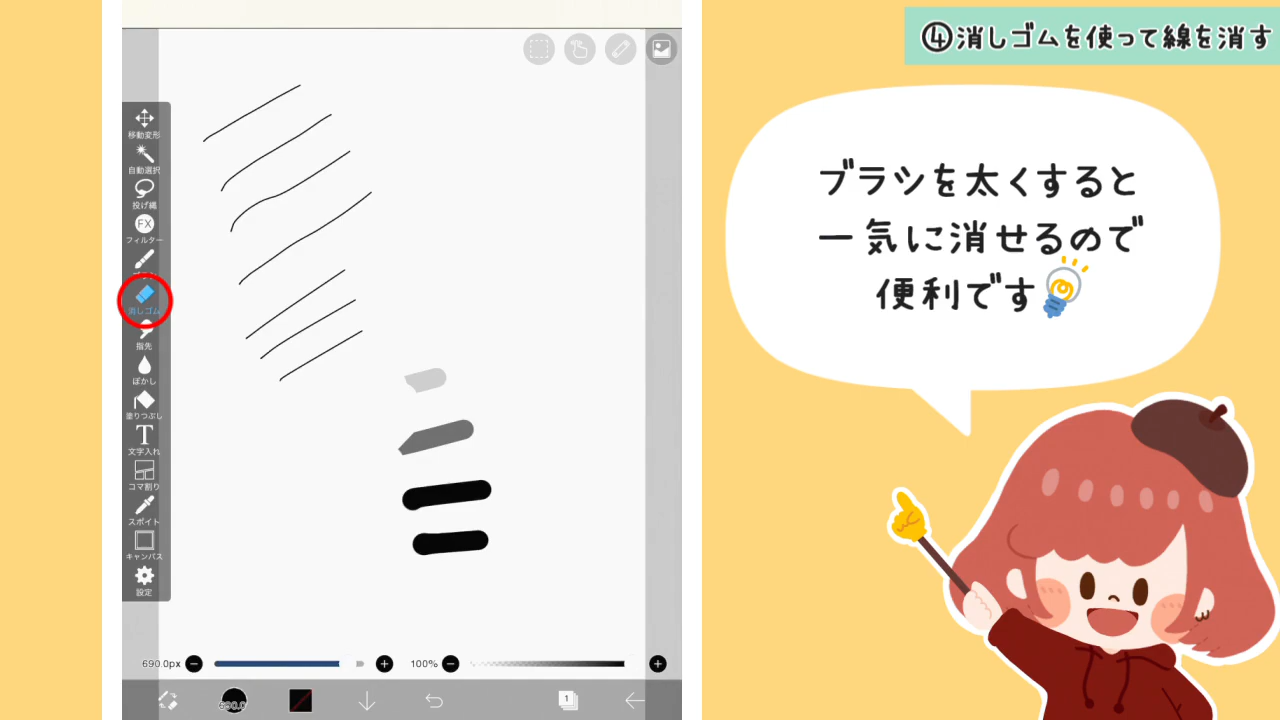 ④消しゴムを使って線を消す
ブラシを太くすると
一気に消せるので
便利です
移動変形
自動選択
投げ縄
FX
フィルター
消しゴム
指先
ぼかし
塗りつぶし
T
文字入れ
コマ割り
スポイト
キャンバス
設定
690.0px
100%
690.0
1